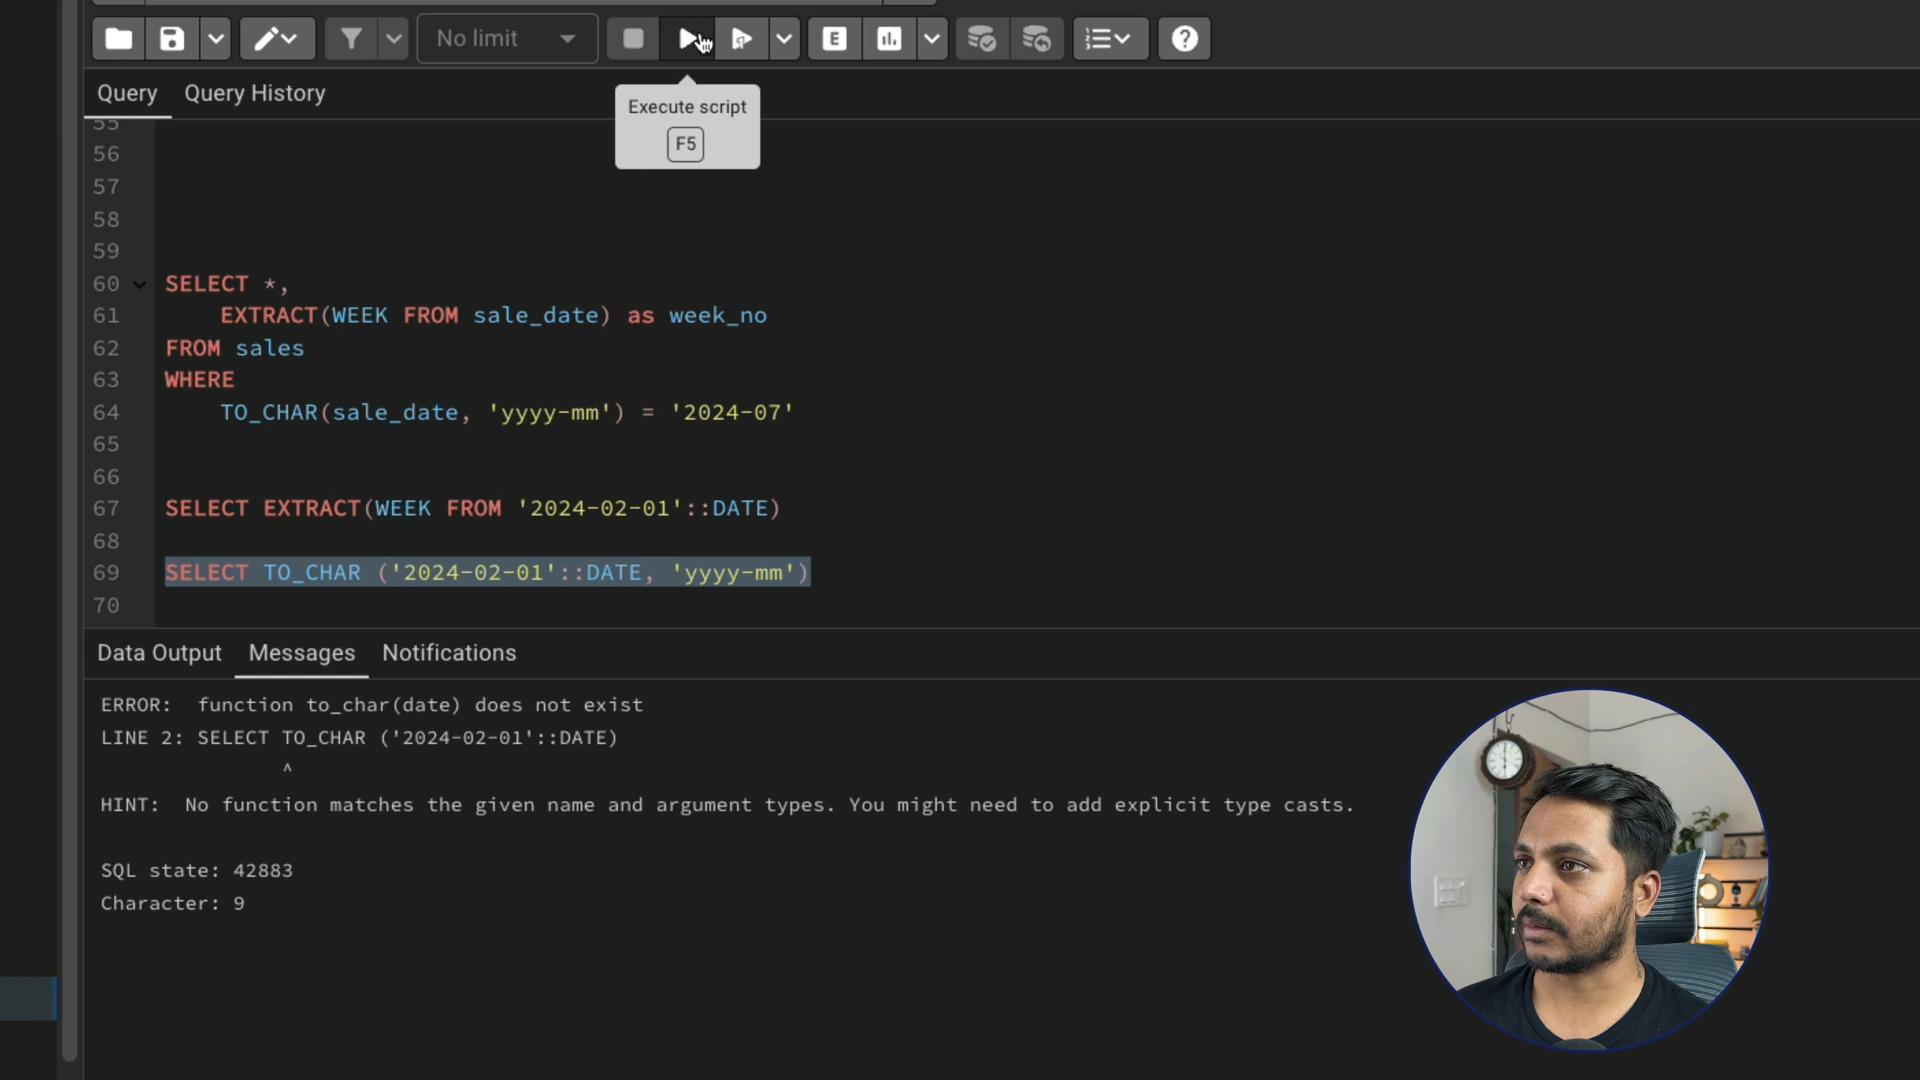 No limit
Execute script
F5
Query
Query History
55
56
57
58
59
60 SELECT *,
61 EXTRACT(WEEK FROM sale_date) as week_no
62 FROM sales
63 WHERE
64 TO_CHAR(sale_date, 'yyyy-mm') = '2024-07'
65
66
67 SELECT EXTRACT(WEEK FROM '2024-02-01'::DATE)
68
69 SELECT TO_CHAR ('2024-02-01'::DATE, 'yyyy-mm')
70
Data Output
Messages
Notifications
ERROR:  function to_char(date) does not exist
LINE 2: SELECT TO_CHAR ('2024-02-01'::DATE)
^
HINT:  No function matches the given name and argument types. You might need to add explicit type casts.
SQL state: 42883
Character: 9